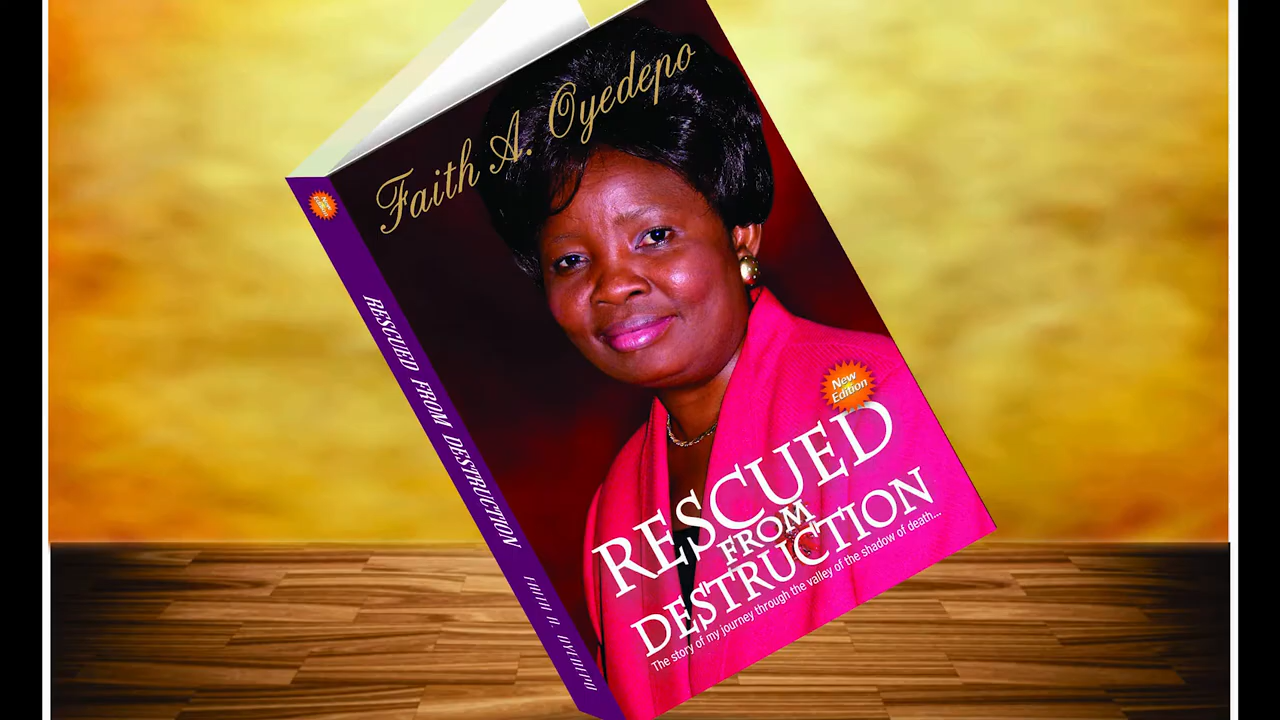 Faith A. Oyedepo
New
Edition
RESCUED
FROM
DESTRUCTION
The story of my journey through the valley of the shadow of death...
RESCUED FROM DESTRUCTION
FAITH A. OYEDEPO